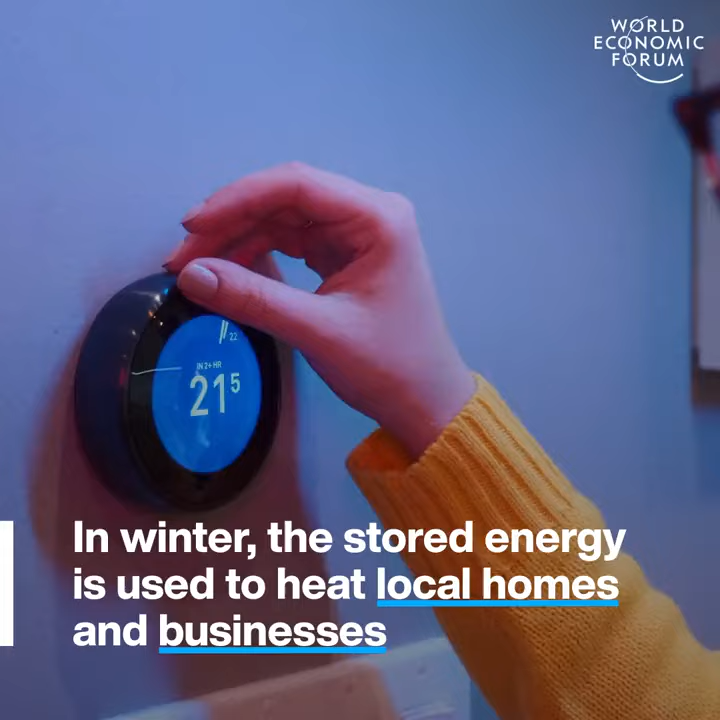 WORLD
ECONOMIC
FORUM
22
IN 2+ HR
215
In winter, the stored energy
is used to heat local homes
and businesses